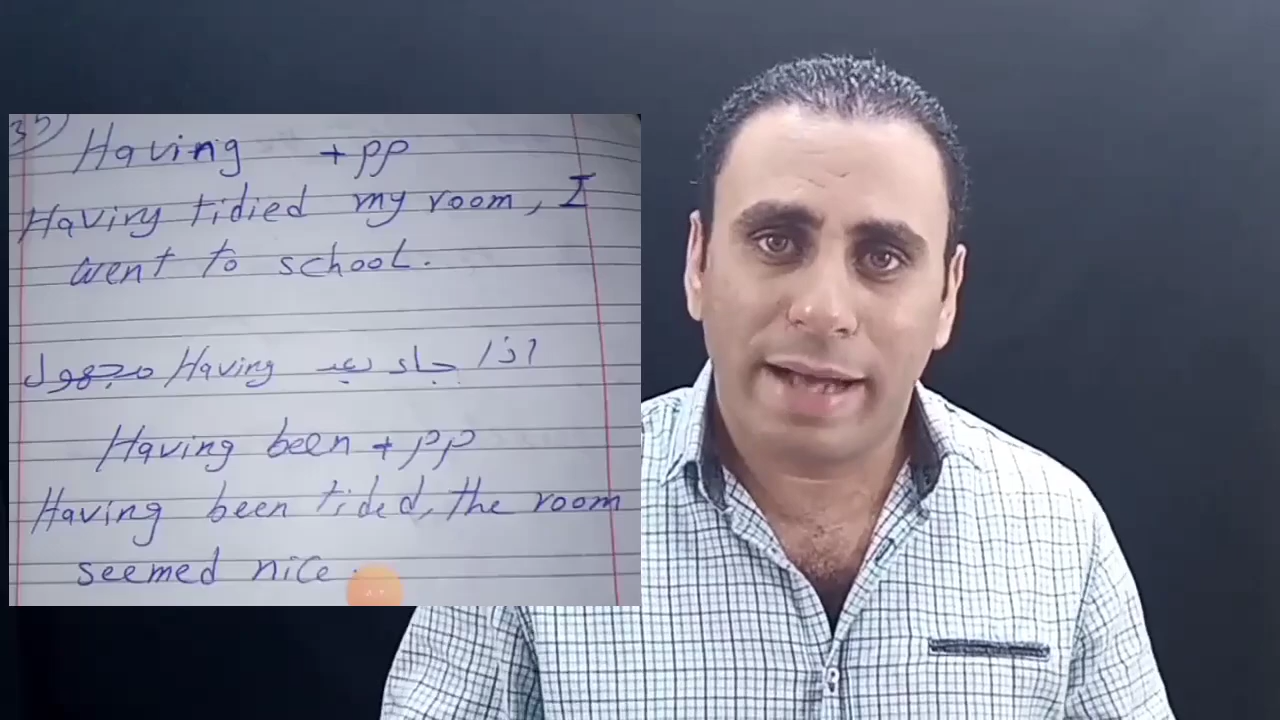 35)
Having + pp
Having tidied my room, I
went to school.
اذا جاء بعد Having مجهول
Having been + pp
Having been tided, the room
seemed nice.